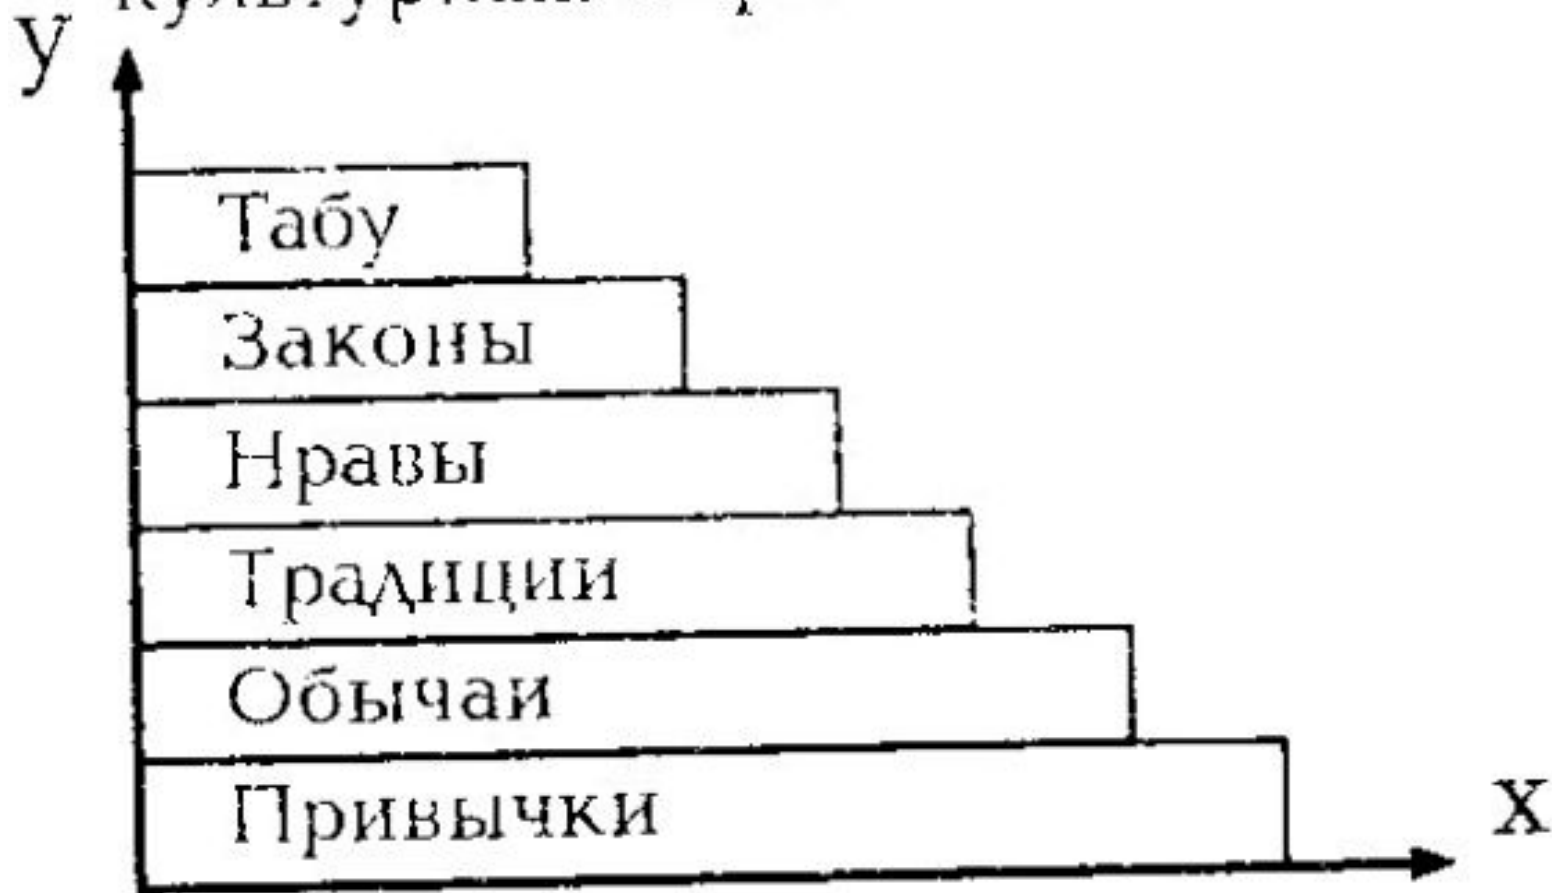 y
Табу
Законы
Нравы
Традиции
Обычаи
Привычки
x